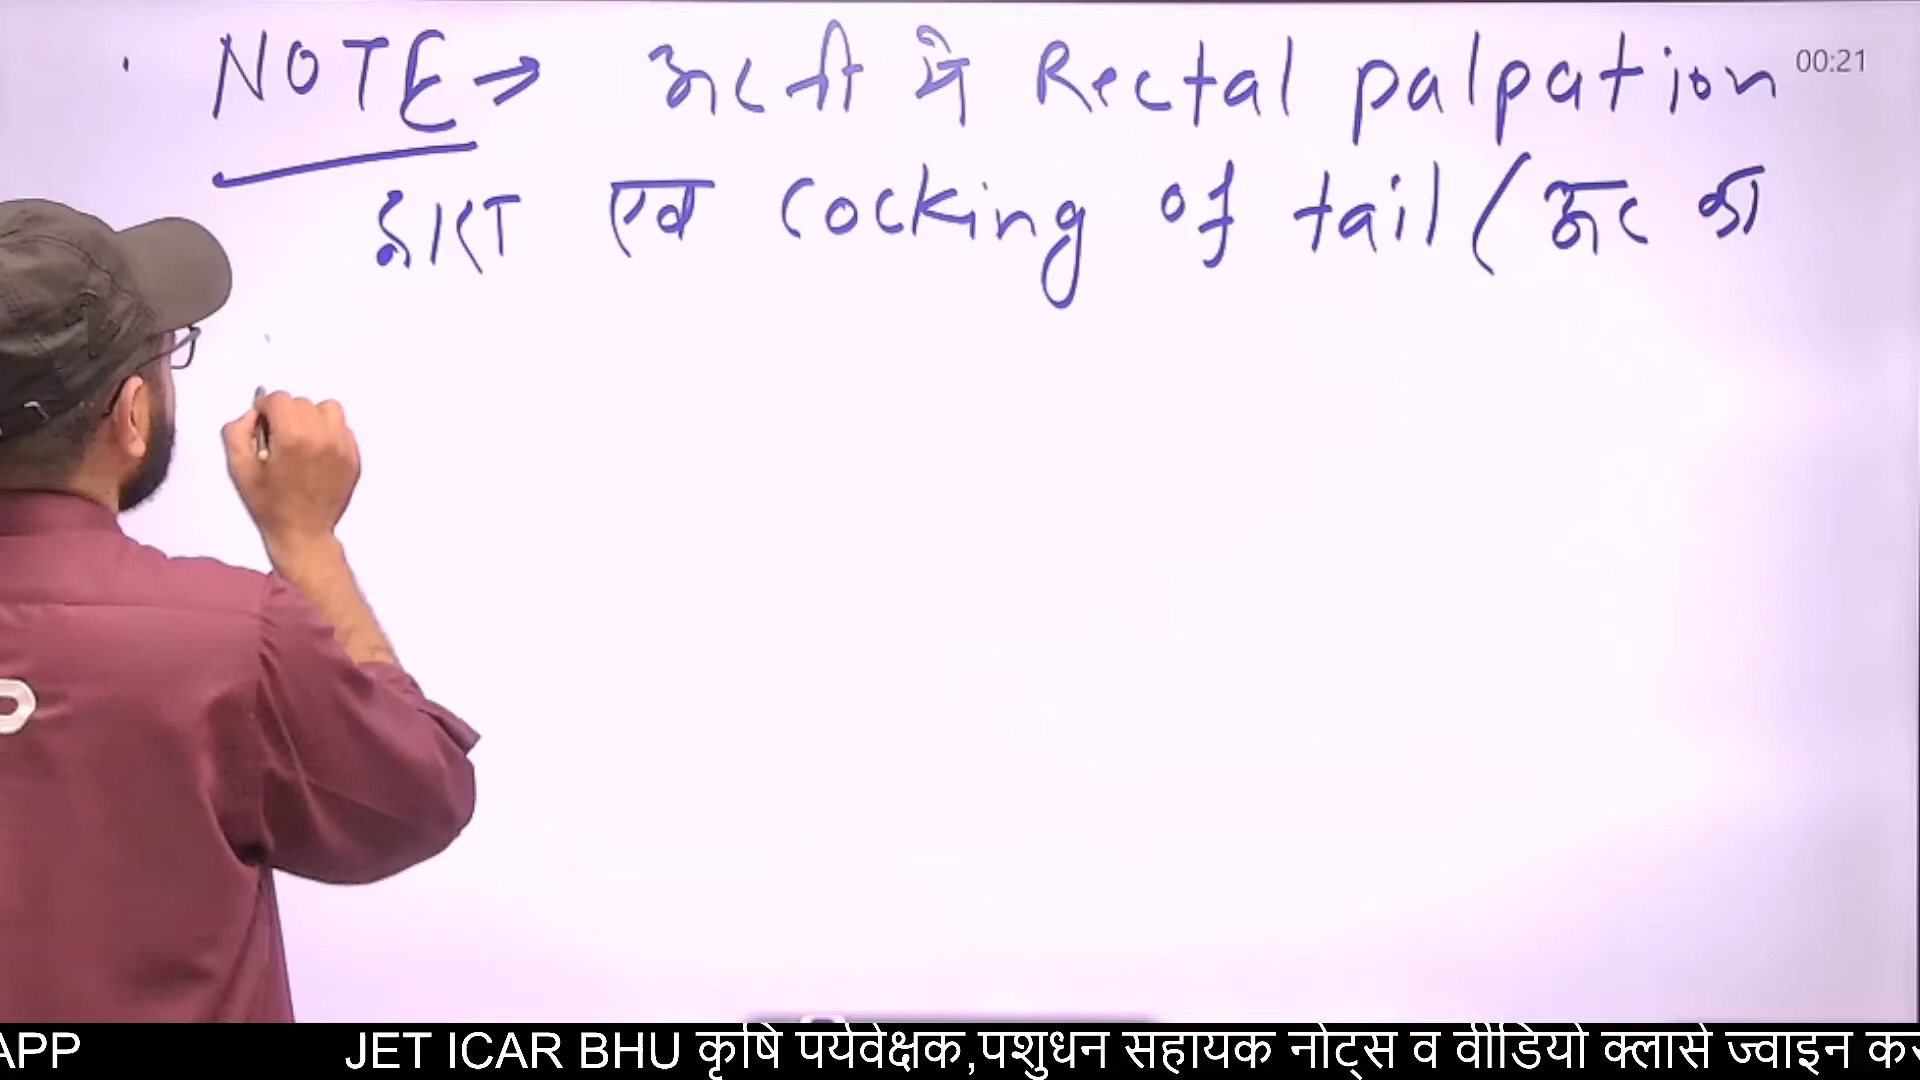 NOTE → ऊटनी मे Rectal palpation
00:21
द्वारा एव cocking of tail (ऊट का
APP JET ICAR BHU कृषि पर्यवेक्षक,पशुधन सहायक नोट्स व वीडियो क्लासे ज्वाइन